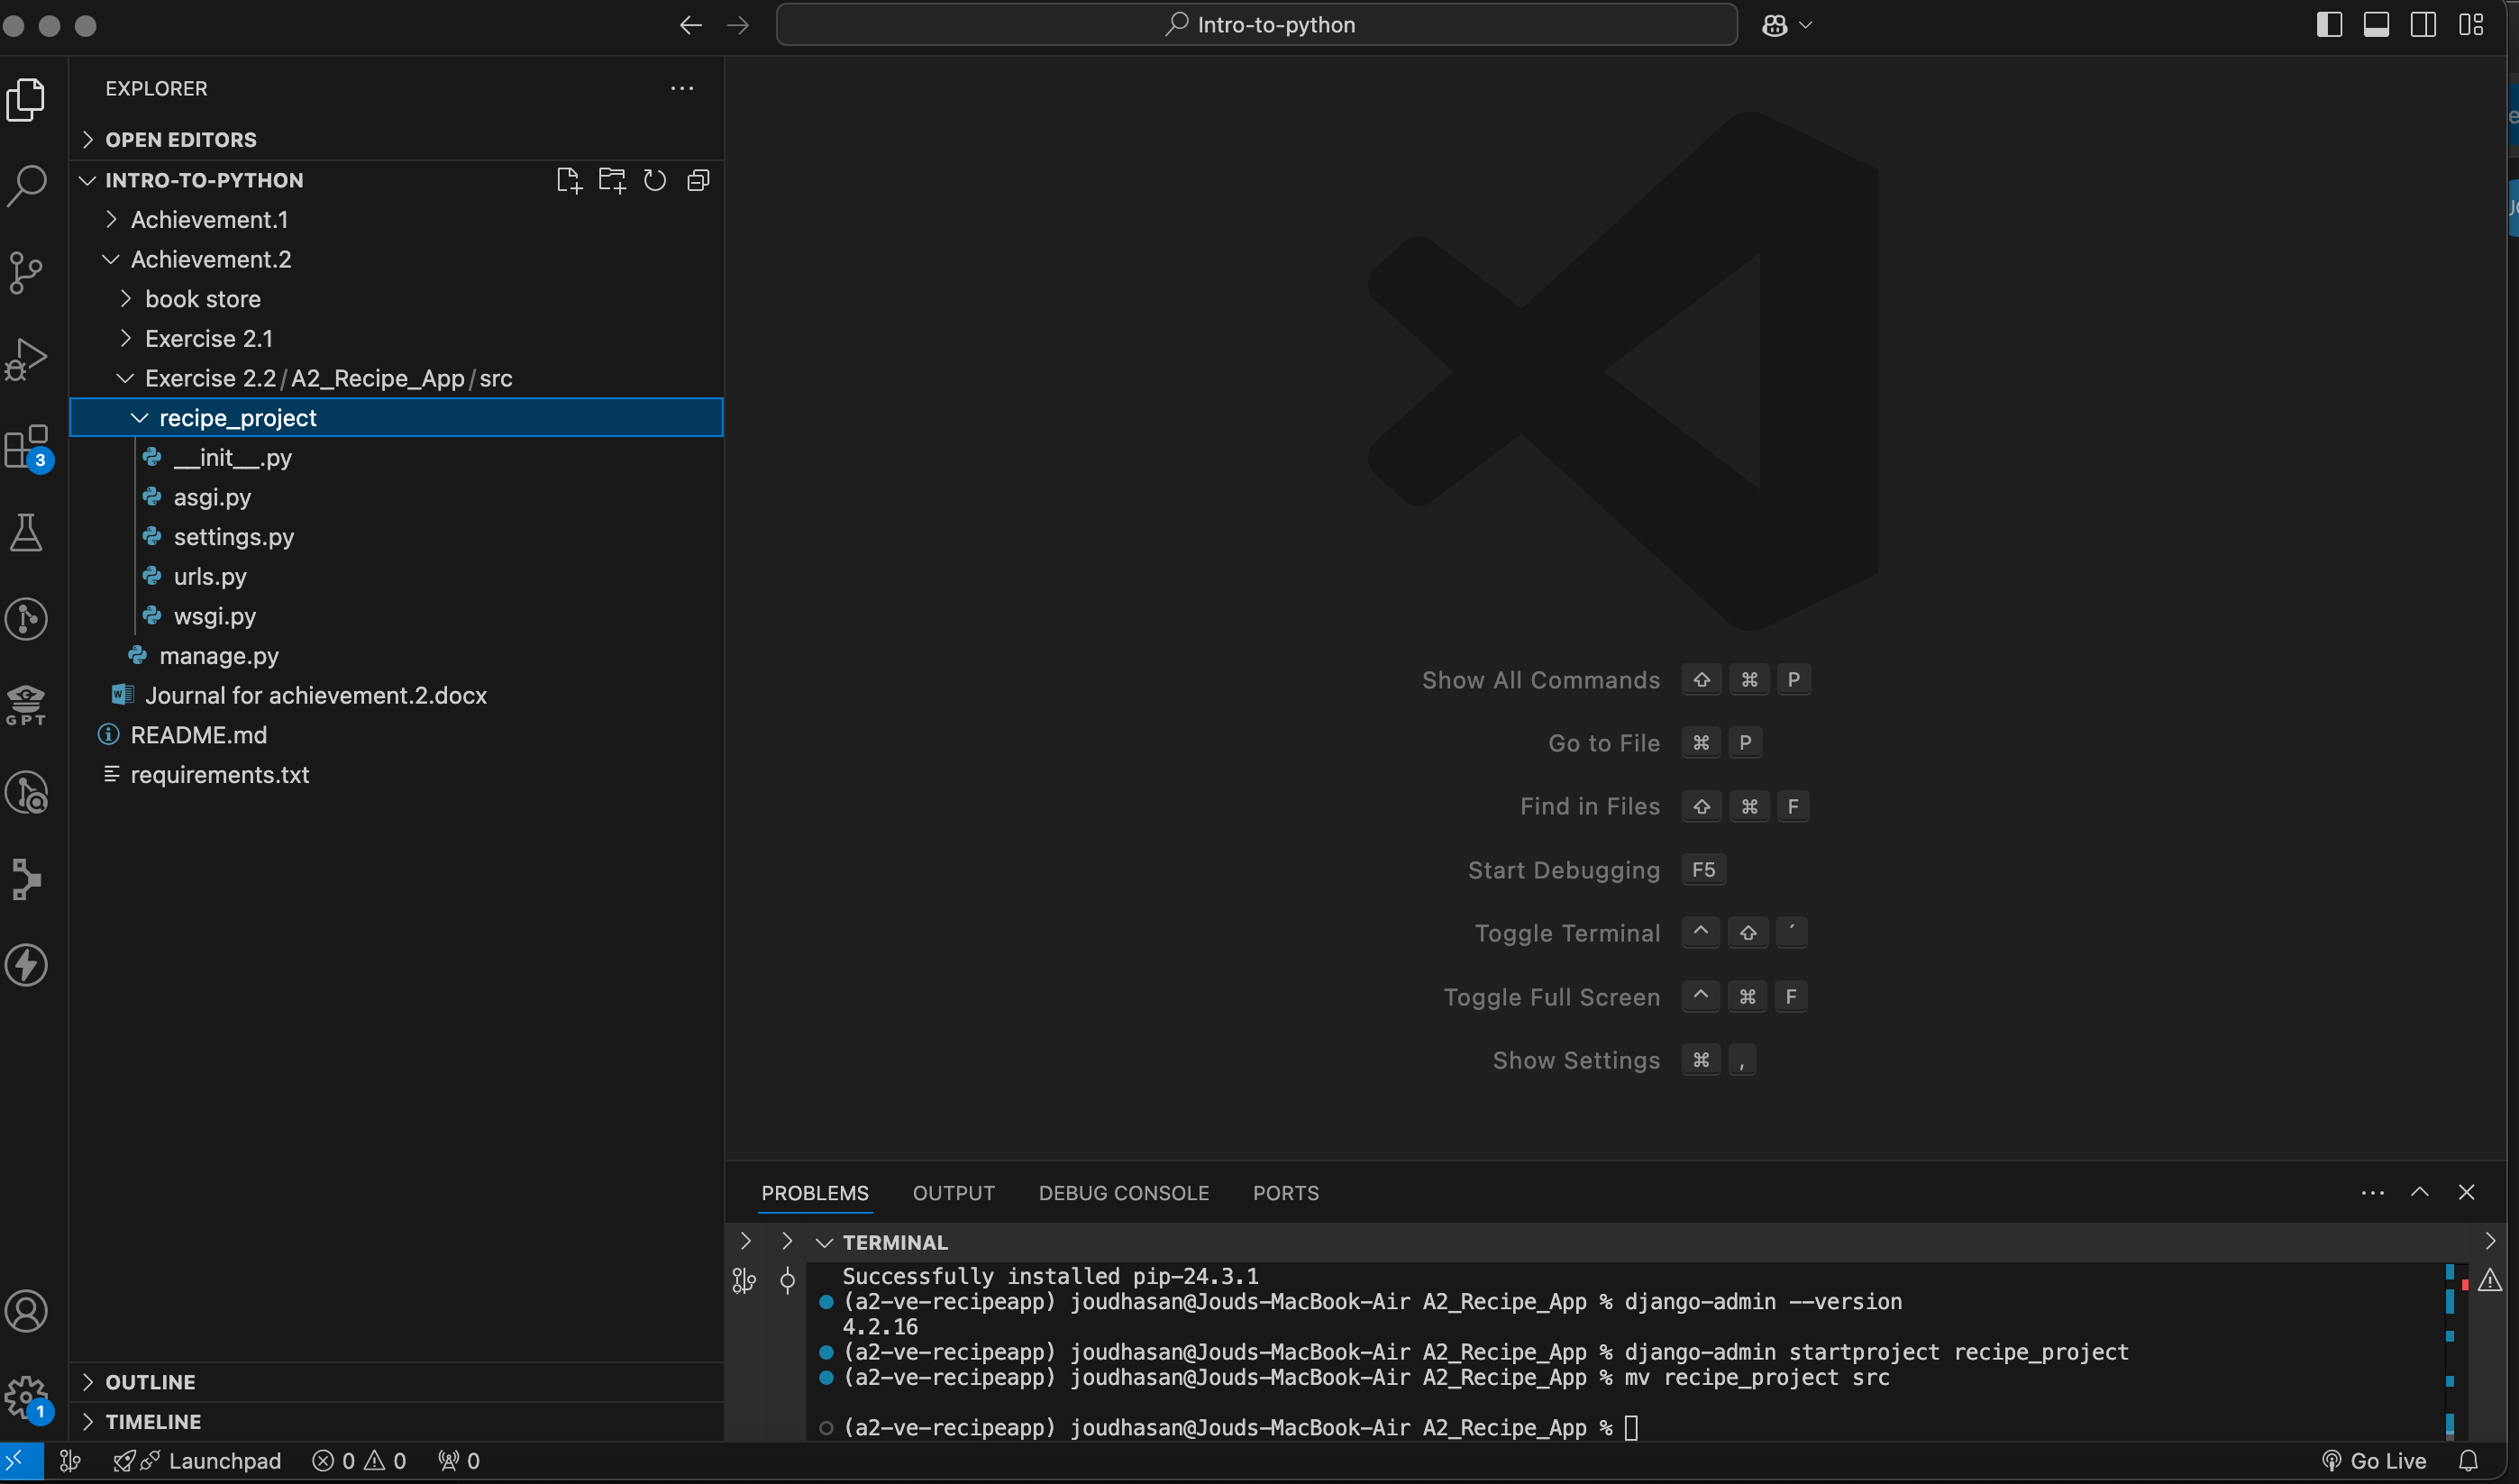 Intro-to-python
EXPLORER
OPEN EDITORS
INTRO-TO-PYTHON
Achievement.1
Achievement.2
book store
Exercise 2.1
Exercise 2.2/A2_Recipe_App/src
recipe_project
__init__.py
asgi.py
settings.py
urls.py
wsgi.py
manage.py
Journal for achievement.2.docx
README.md
requirements.txt
3
GPT
1
OUTLINE
TIMELINE
Show All Commands ⇧ ⌘ P
Go to File ⌘ P
Find in Files ⇧ ⌘ F
Start Debugging F5
Toggle Terminal ^ ⇧ ´
Toggle Full Screen ^ ⌘ F
Show Settings ⌘ ,
PROBLEMS OUTPUT DEBUG CONSOLE PORTS
TERMINAL
Successfully installed pip-24.3.1
(a2-ve-recipeapp) joudhasan@Jouds-MacBook-Air A2_Recipe_App % django-admin --version
4.2.16
(a2-ve-recipeapp) joudhasan@Jouds-MacBook-Air A2_Recipe_App % django-admin startproject recipe_project
(a2-ve-recipeapp) joudhasan@Jouds-MacBook-Air A2_Recipe_App % mv recipe_project src
(a2-ve-recipeapp) joudhasan@Jouds-MacBook-Air A2_Recipe_App %
Launchpad 0 0 0 Go Live